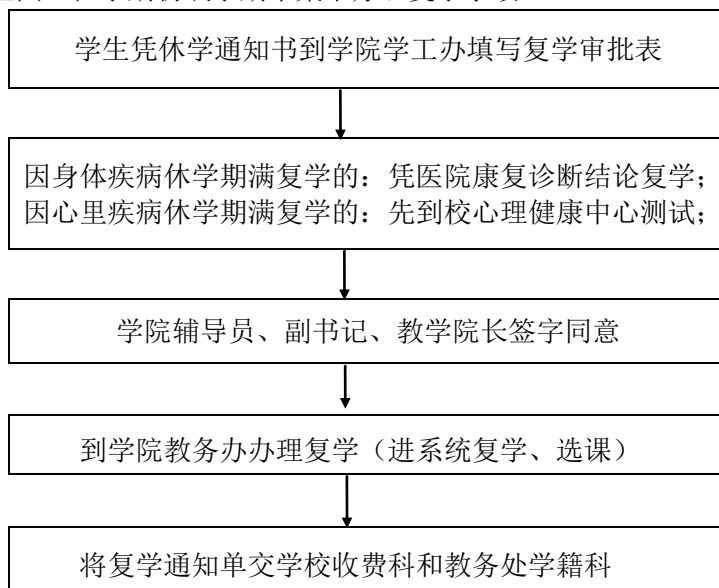 学生凭休学通知书到学院学工办填写复学审批表
因身体疾病休学期满复学的：凭医院康复诊断结论复学；
因心里疾病休学期满复学的：先到校心理健康中心测试；
学院辅导员、副书记、教学院长签字同意
到学院教务办办理复学（进系统复学、选课）
将复学通知单交学校收费科和教务处学籍科